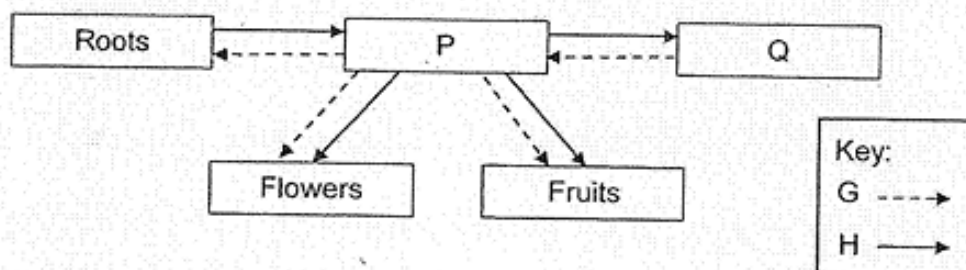 Roots
P
Q
Flowers
Fruits
Key:
G
H